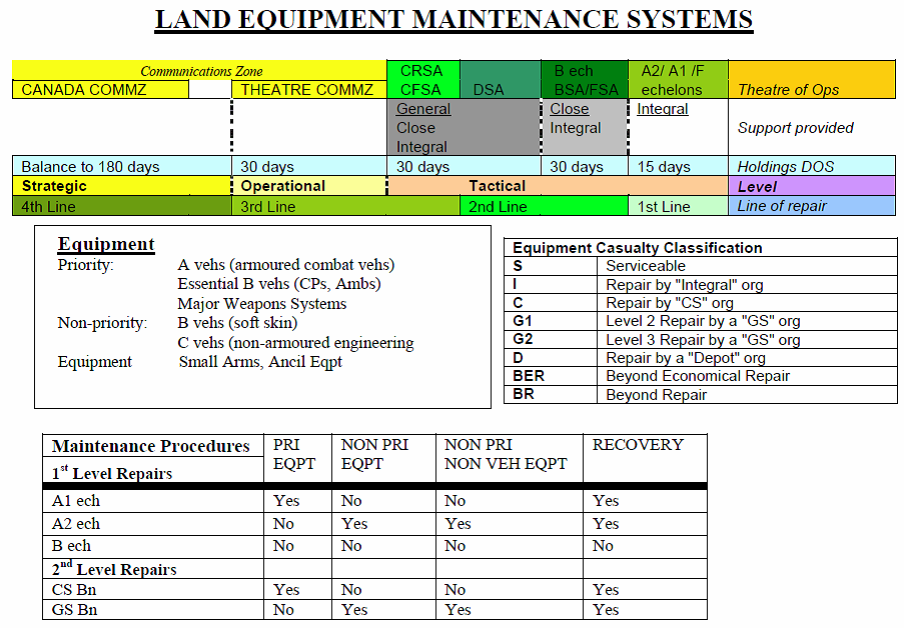 LAND EQUIPMENT MAINTENANCE SYSTEMS
Communications Zone CRSA B ech A2/ A1 /F
CANADA COMMZ THEATRE COMMZ CFSA DSA BSA/FSA echelons Theatre of Ops
General Close Integral
Close Integral Support provided
Integral
Balance to 180 days 30 days 30 days 30 days 15 days Holdings DOS
Strategic Operational Tactical Level
4th Line 3rd Line 2nd Line 1st Line Line of repair
Equipment
Priority: A vehs (armoured combat vehs)
Essential B vehs (CPs, Ambs)
Major Weapons Systems
Non-priority: B vehs (soft skin)
C vehs (non-armoured engineering
Equipment Small Arms, Ancil Eqpt
Equipment Casualty Classification
S Serviceable
I Repair by "Integral" org
C Repair by "CS" org
G1 Level 2 Repair by a "GS" org
G2 Level 3 Repair by a "GS" org
D Repair by a "Depot" org
BER Beyond Economical Repair
BR Beyond Repair
Maintenance Procedures PRI NON PRI NON PRI RECOVERY
1st Level Repairs EQPT EQPT NON VEH EQPT
A1 ech Yes No No Yes
A2 ech No Yes Yes Yes
B ech No No No No
2nd Level Repairs
CS Bn Yes No No Yes
GS Bn No Yes Yes Yes